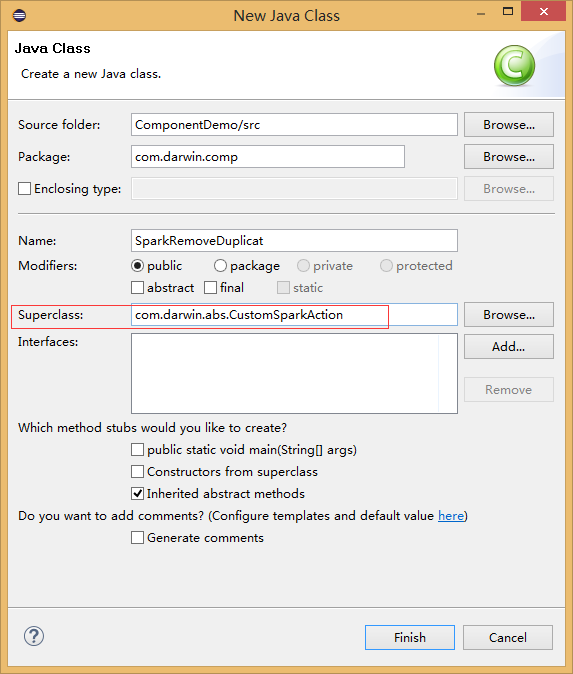 New Java Class
Java Class
Create a new Java class.
C
Source folder: ComponentDemo/src Browse...
Package: com.darwin.comp Browse...
Enclosing type: Browse...
Name: SparkRemoveDuplicat
Modifiers: public package private protected
abstract final static
Superclass: com.darwin.abs.CustomSparkAction Browse...
Interfaces: Add...
Remove
Which method stubs would you like to create?
public static void main(String[] args)
Constructors from superclass
Inherited abstract methods
Do you want to add comments? (Configure templates and default value here)
Generate comments
? Finish Cancel